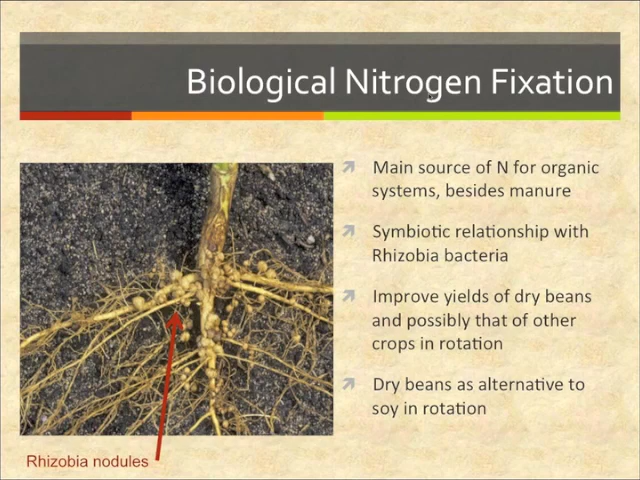 Biological Nitrogen Fixation
Main source of N for organic
systems, besides manure
Symbiotic relationship with
Rhizobia bacteria
Improve yields of dry beans
and possibly that of other
crops in rotation
Dry beans as alternative to
soy in rotation
Rhizobia nodules